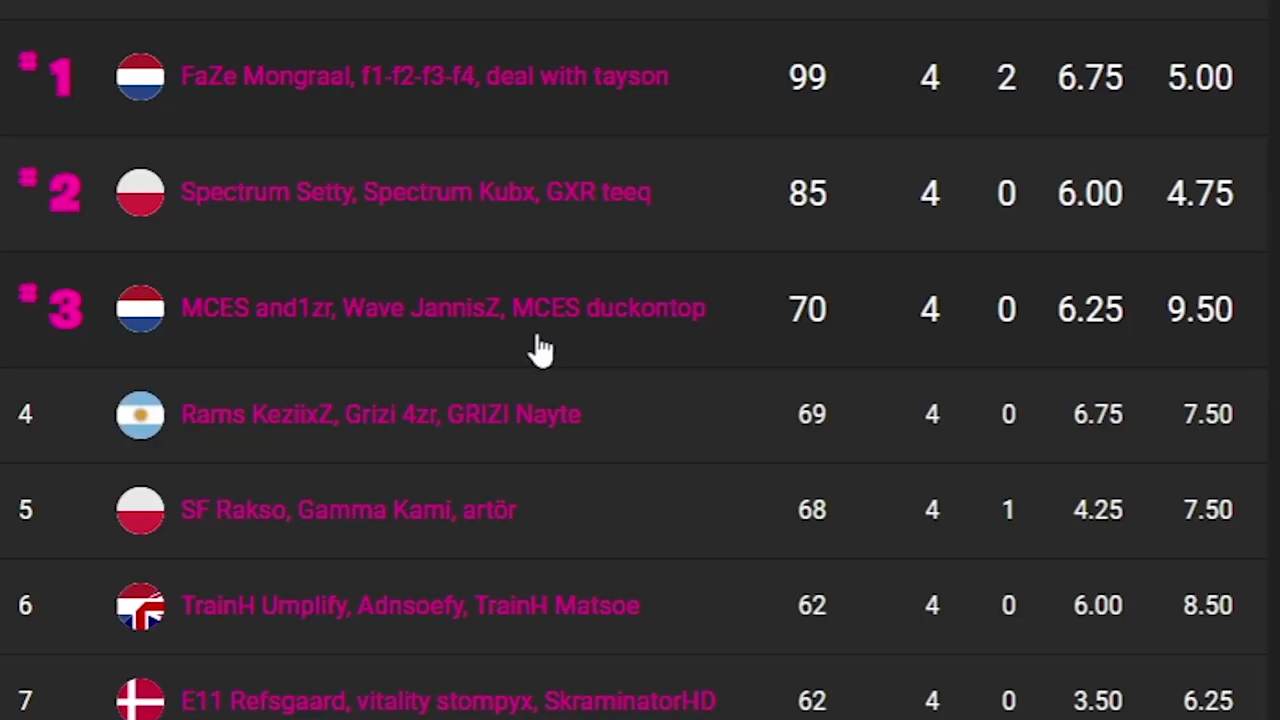 #1 FaZe Mongraal, f1-f2-f3-f4, deal with tayson 99 4 2 6.75 5.00
#2 Spectrum Setty, Spectrum Kubx, GXR teeq 85 4 0 6.00 4.75
#3 MCES and1zr, Wave JannisZ, MCES duckontop 70 4 0 6.25 9.50
4 Rams KeziixZ, Grizi 4zr, GRIZI Nayte 69 4 0 6.75 7.50
5 SF Rakso, Gamma Kami, artör 68 4 1 4.25 7.50
6 TrainH Umplify, Adnsoefy, TrainH Matsoe 62 4 0 6.00 8.50
7 E11 Refsgaard, vitality stompyx, SkraminatorHD 62 4 0 3.50 6.25